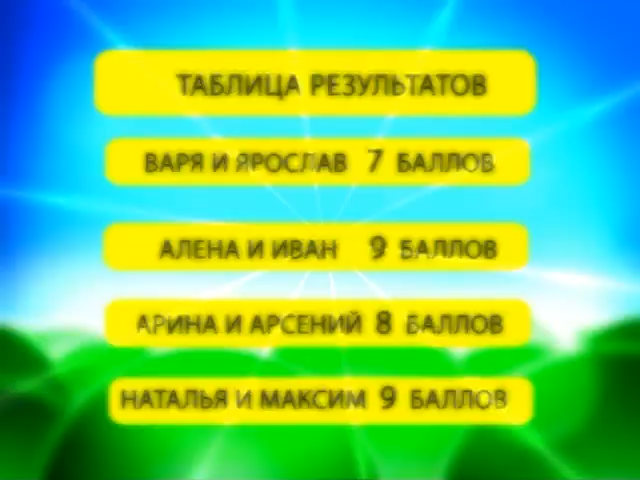 ТАБЛИЦА РЕЗУЛЬТАТОВ
ВАРЯ И ЯРОСЛАВ 7 БАЛЛОВ
АЛЕНА И ИВАН 9 БАЛЛОВ
АРИНА И АРСЕНИЙ 8 БАЛЛОВ
НАТАЛЬЯ И МАКСИМ 9 БАЛЛОВ